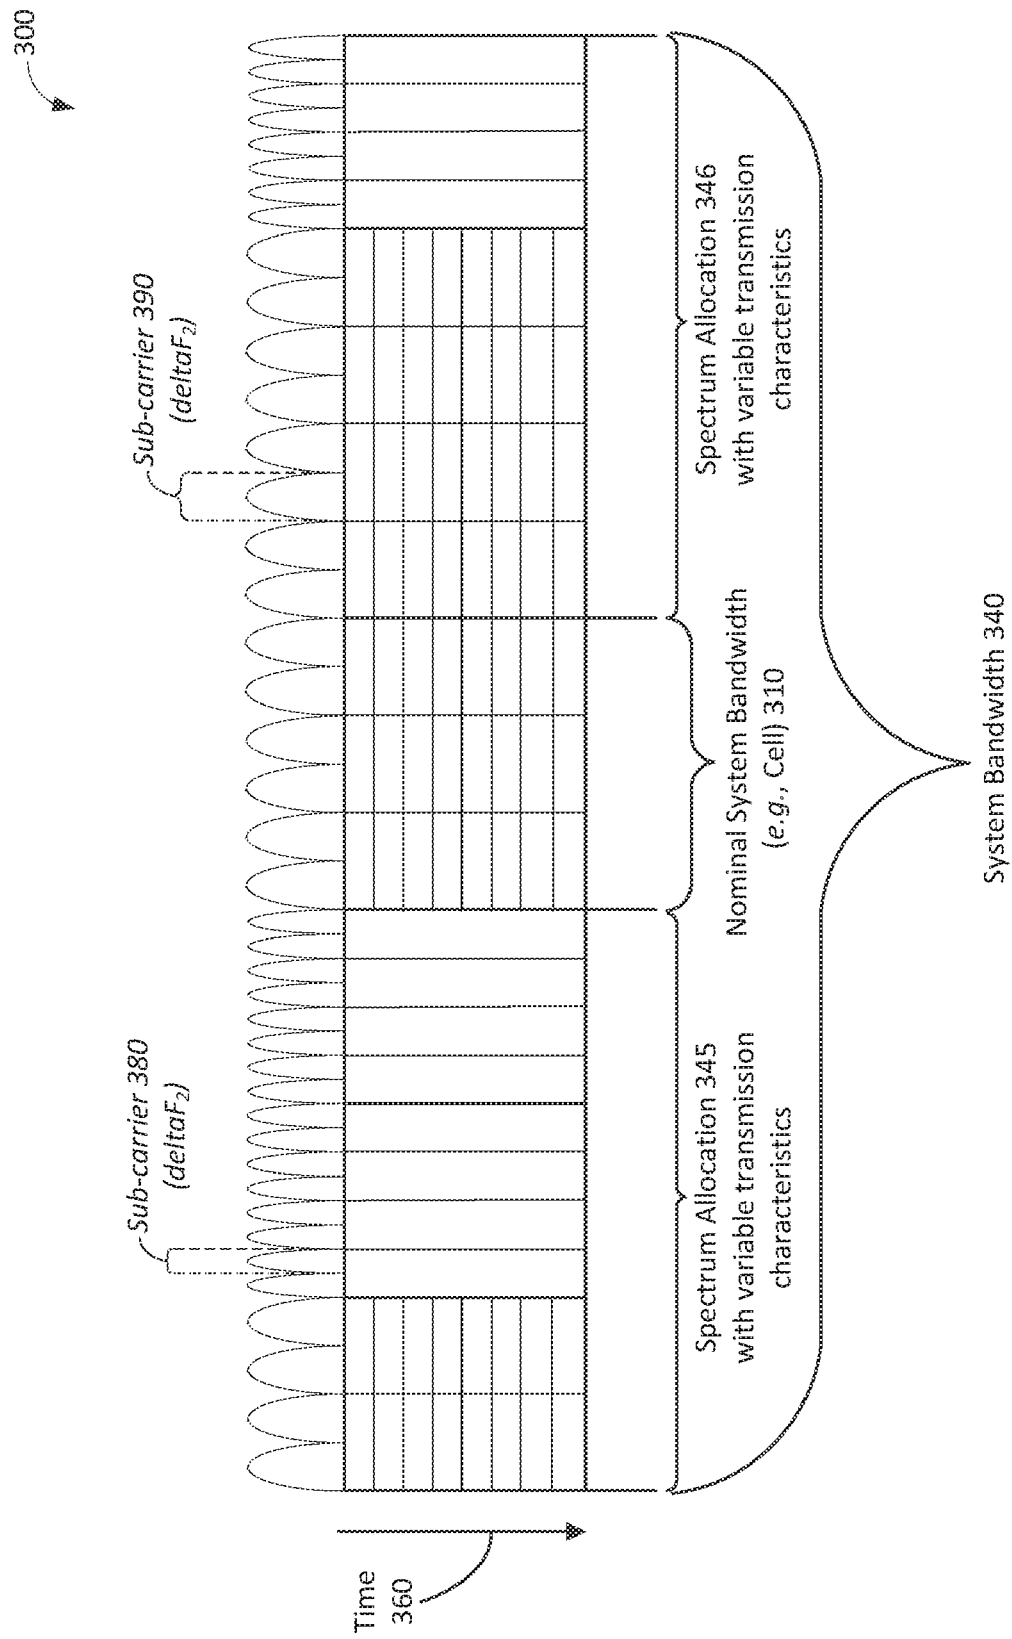 300
Sub-carrier 380
(deltaF2)
Sub-carrier 390
(deltaF2)
Time
360
Spectrum Allocation 345
with variable transmission
characteristics
Nominal System Bandwidth
(e.g., Cell) 310
Spectrum Allocation 346
with variable transmission
characteristics
System Bandwidth 340